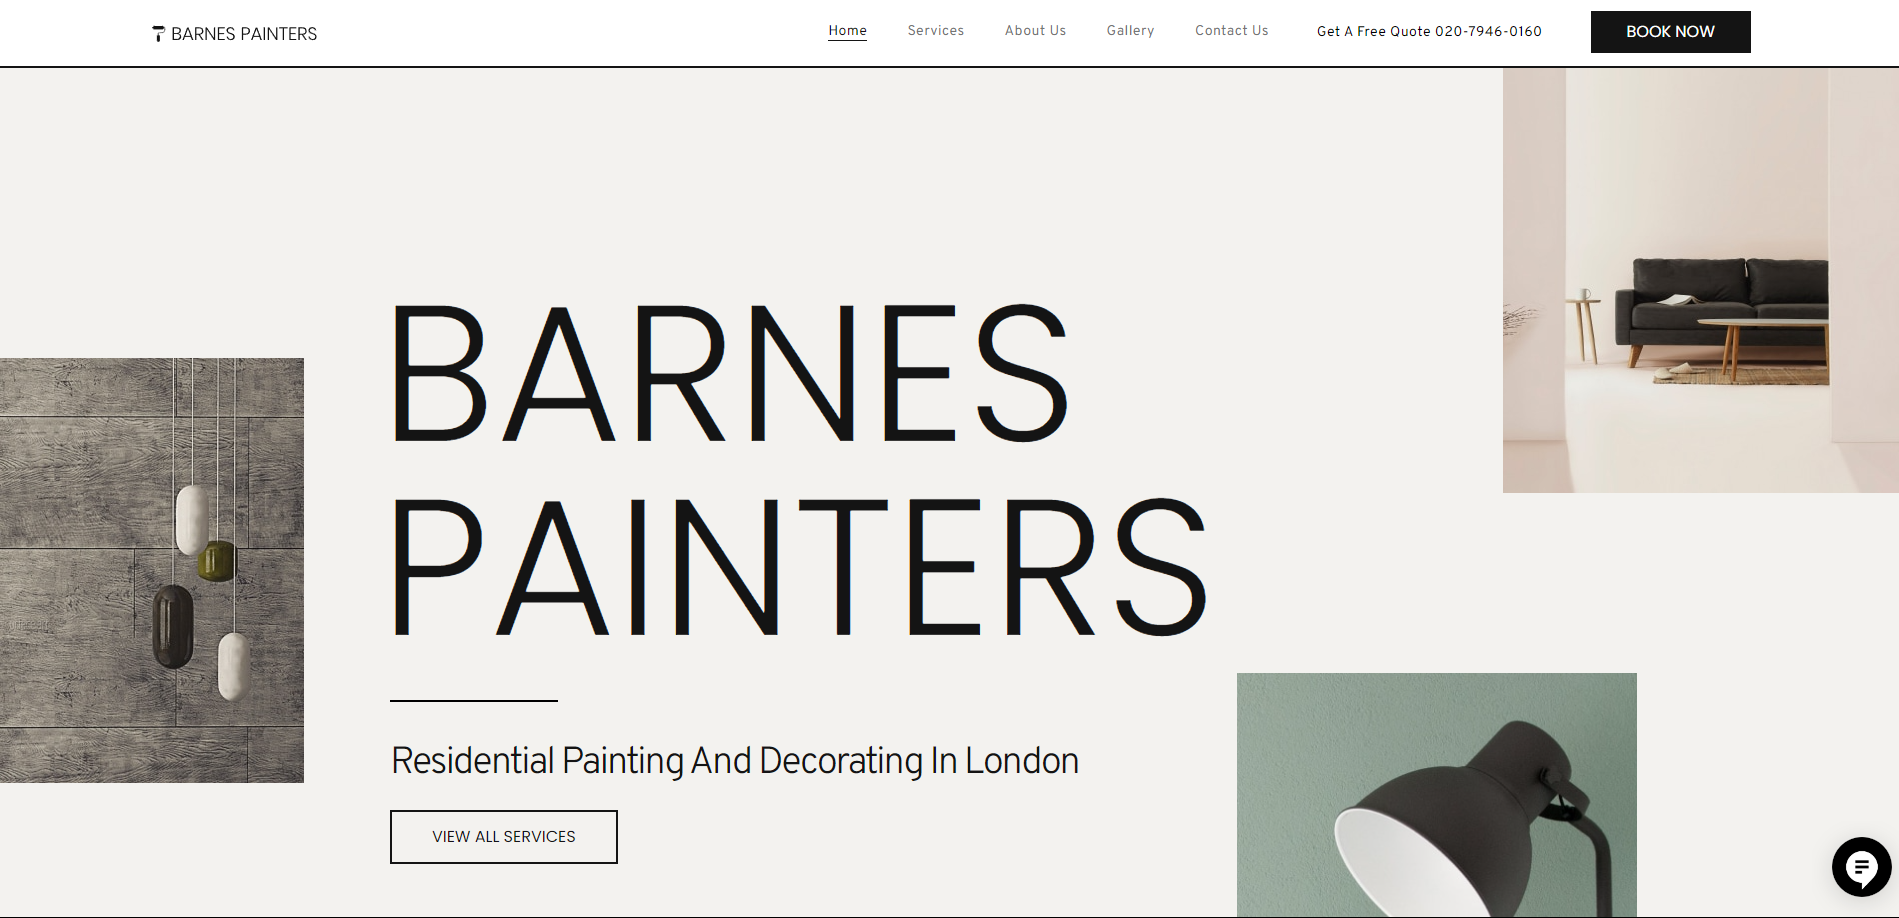 BARNES PAINTERS
Home
Services
About Us
Gallery
Contact Us
Get A Free Quote 020-7946-0160
BOOK NOW
BARNES
PAINTERS
Residential Painting And Decorating In London
VIEW ALL SERVICES